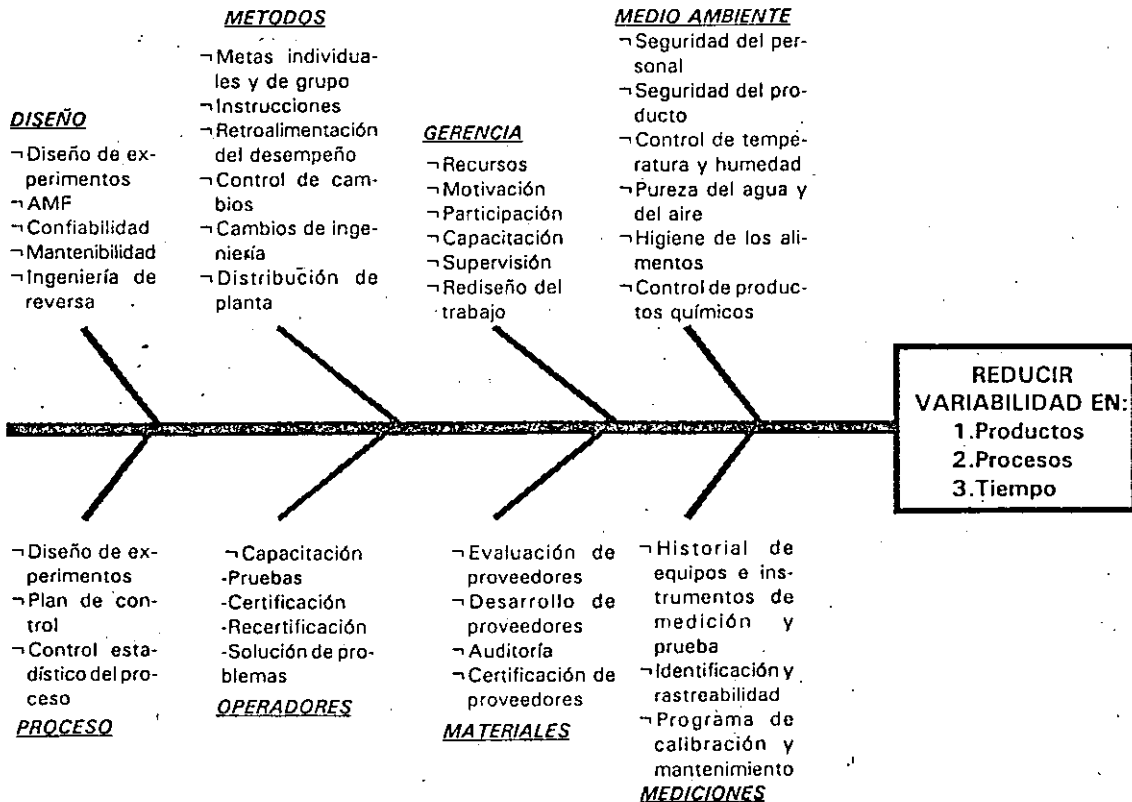 METODOS
¬Metas individua-
les y de grupo
¬Instrucciones
¬Retroalimentación
del desempeño
¬Control de cam-
bios
¬Cambios de inge-
niería
¬Distribución de
planta
MEDIO AMBIENTE
¬Seguridad del per-
sonal
¬Seguridad del pro-
ducto
¬Control de tempe-
ratura y humedad
¬Pureza del agua y
del aire
¬Higiene de los ali-
mentos
¬Control de produc-
tos químicos
DISEÑO
¬Diseño de ex-
perimentos
¬AMF
¬Confiabilidad
¬Mantenibilidad
¬Ingeniería de
reversa
GERENCIA
¬Recursos
¬Motivación
¬Participación
¬Capacitación
¬Supervisión
¬Rediseño del
trabajo
REDUCIR
VARIABILIDAD EN:
1.Productos
2.Procesos
3.Tiempo
¬Diseño de ex-
perimentos
¬Plan de con-
trol
¬Control esta-
dístico del pro-
ceso
PROCESO
¬Capacitación
-Pruebas
-Certificación
-Recertificación
-Solución de pro-
blemas
OPERADORES
¬Evaluación de
proveedores
¬Desarrollo de
proveedores
¬Auditoría
¬Certificación de
proveedores
MATERIALES
¬Historial de
equipos e ins-
trumentos de
medición y
prueba
¬Identificación y
rastreabilidad
¬Programa de
calibración y
mantenimiento
MEDICIONES